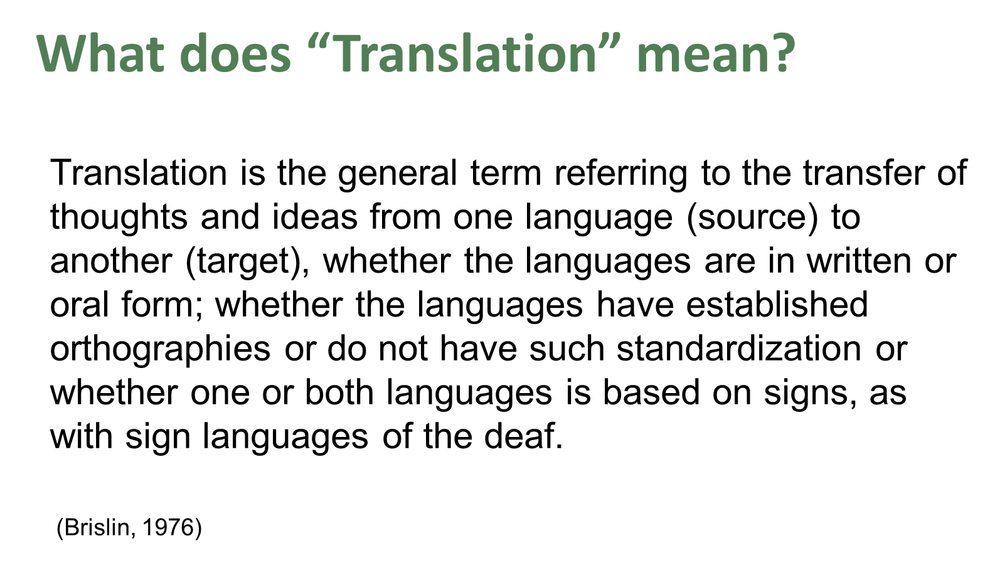 What does “Translation” mean?
Translation is the general term referring to the transfer of
thoughts and ideas from one language (source) to
another (target), whether the languages are in written or
oral form; whether the languages have established
orthographies or do not have such standardization or
whether one or both languages is based on signs, as
with sign languages of the deaf.
(Brislin, 1976)